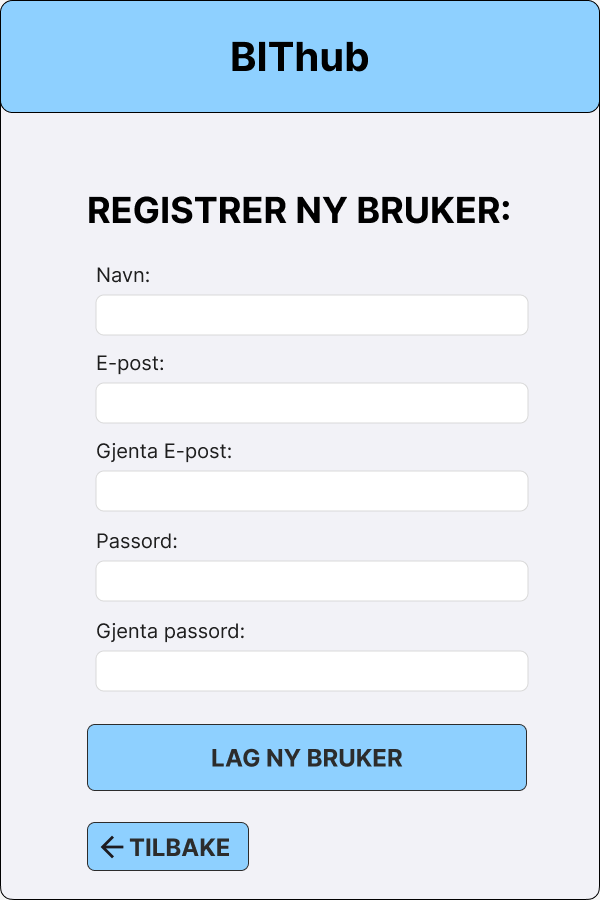 BIThub
REGISTRER NY BRUKER:
Navn:
E-post:
Gjenta E-post:
Passord:
Gjenta passord:
LAG NY BRUKER
← TILBAKE